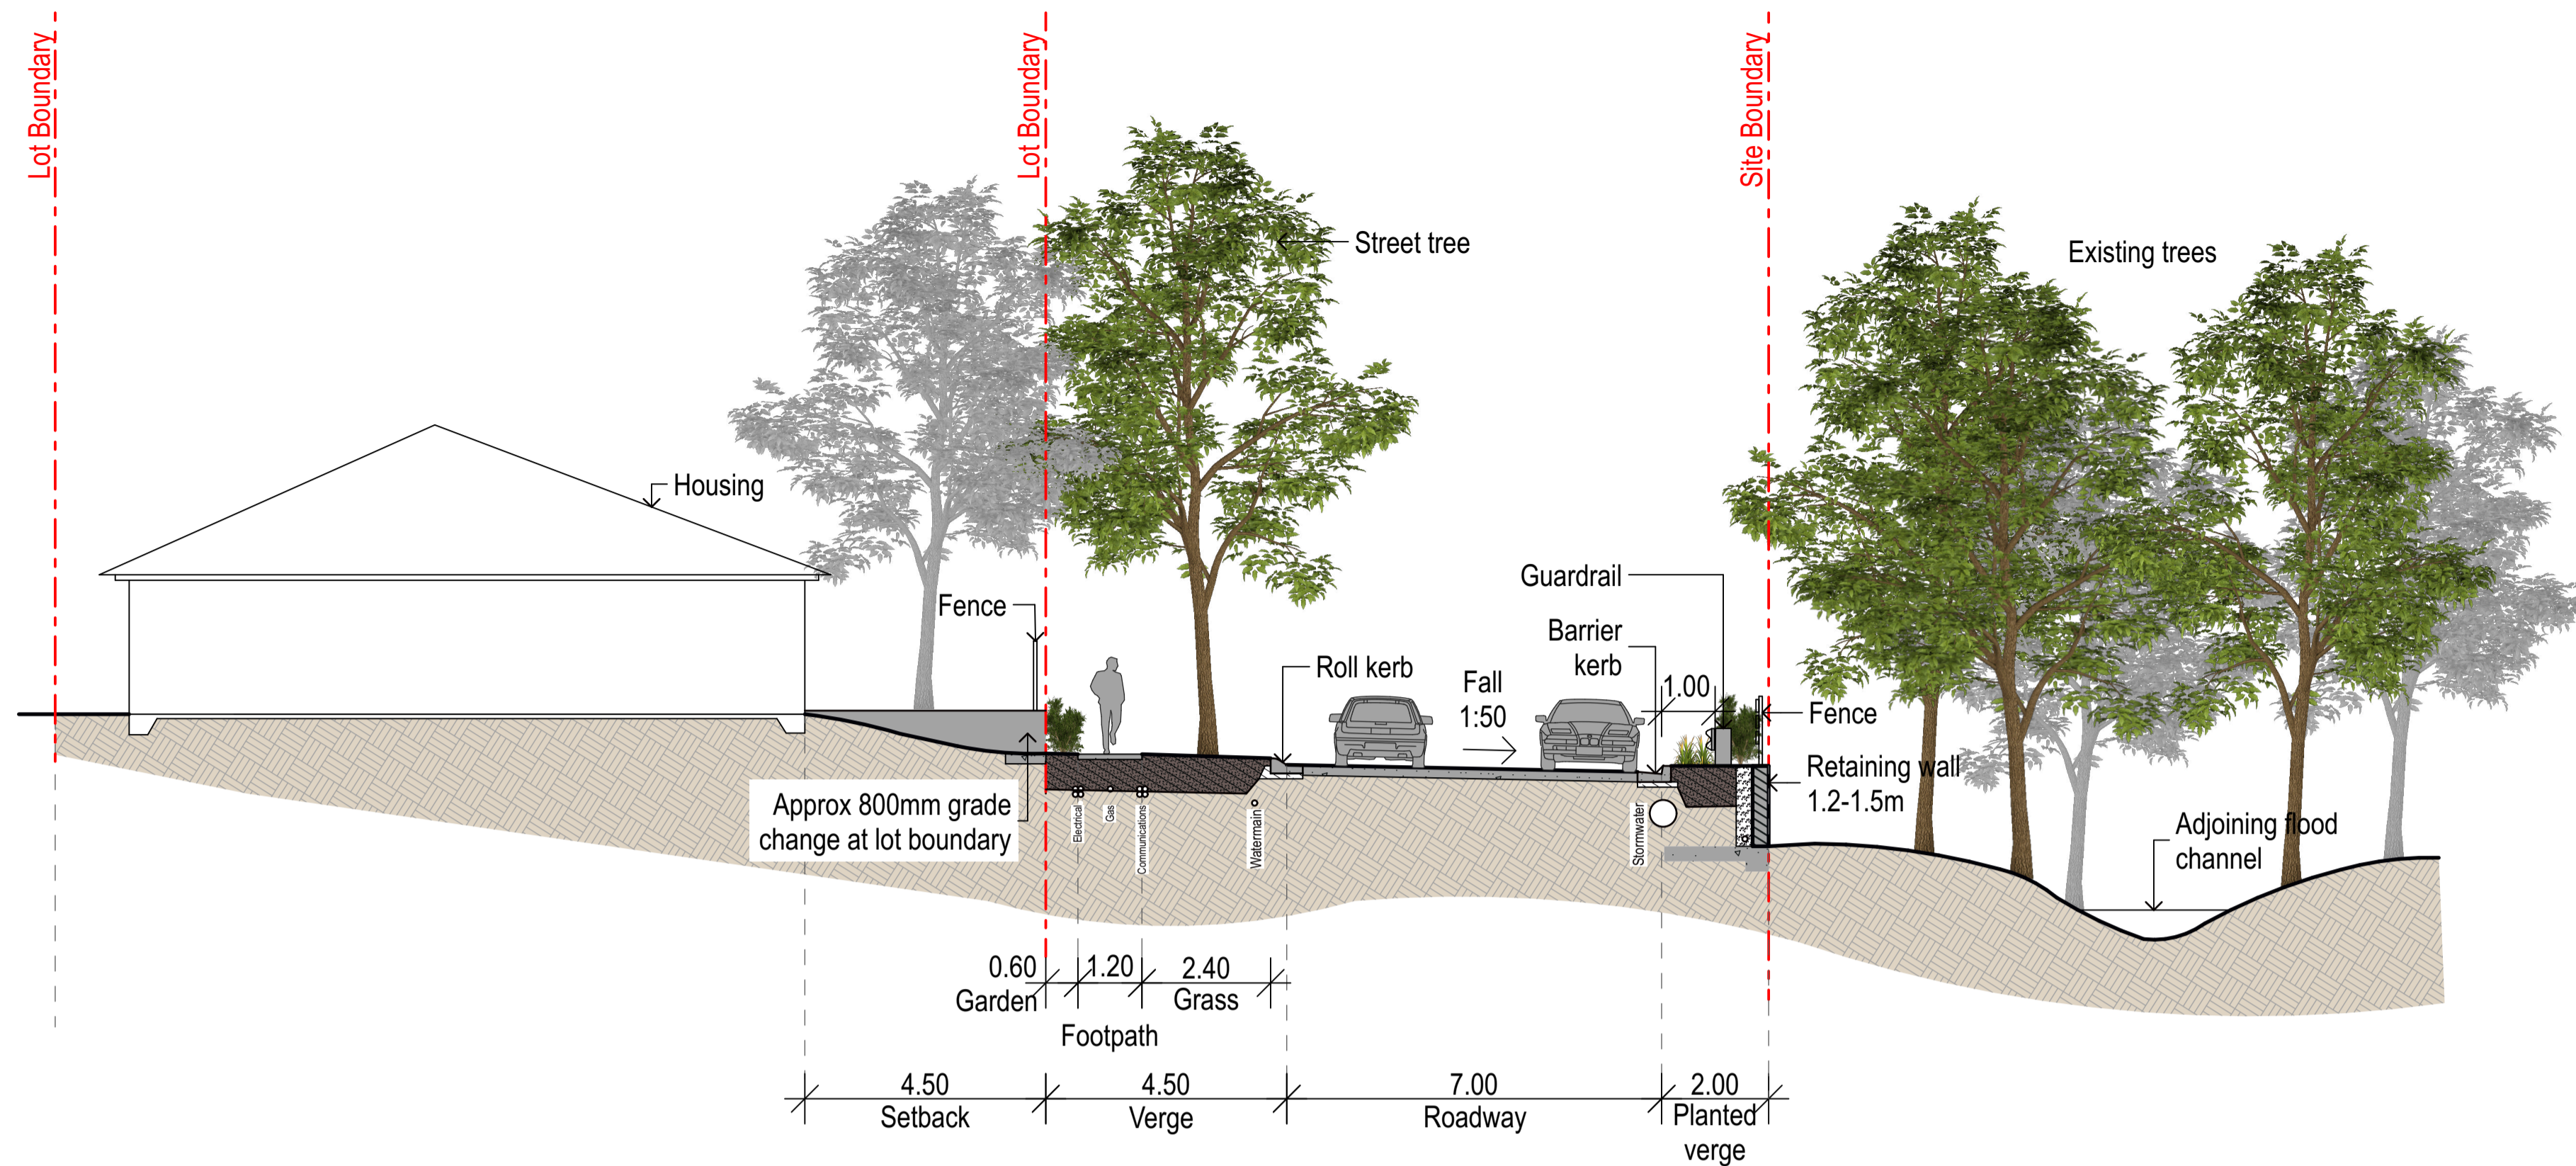 Lot Boundary
Lot Boundary
Site Boundary
Street tree
Existing trees
Housing
Fence
Guardrail
Barrier
kerb
Roll kerb
Fall
1:50
1.00
Fence
Retaining wall
1.2-1.5m
Approx 800mm grade
change at lot boundary
Electrical
Gas
Communications
Watermain
Stormwater
Adjoining flood
channel
0.60
1.20
2.40
Garden
Grass
Footpath
4.50
4.50
7.00
2.00
Setback
Verge
Roadway
Planted
verge